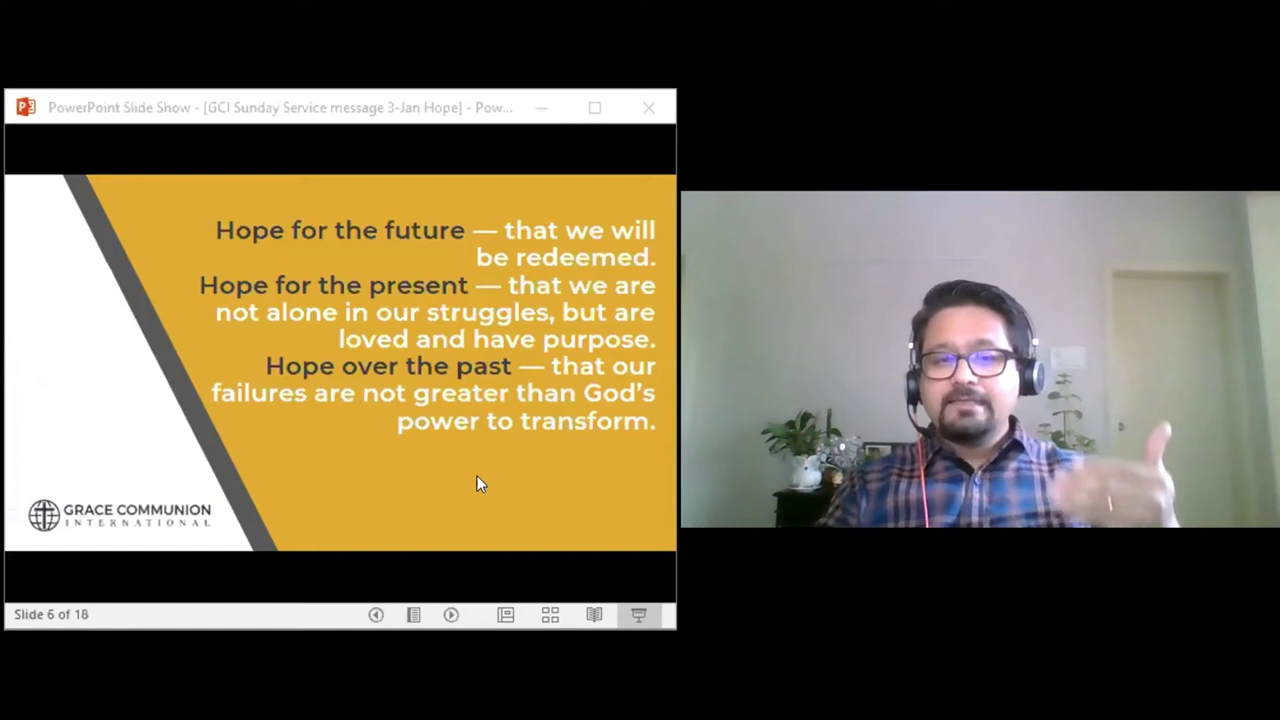 PowerPoint Slide Show - [GCI Sunday Service message 3-Jan Hope] - Pow...
Hope for the future — that we will
be redeemed.
Hope for the present — that we are
not alone in our struggles, but are
loved and have purpose.
Hope over the past — that our
failures are not greater than God's
power to transform.
GRACE COMMUNION
INTERNATIONAL
Slide 6 of 18